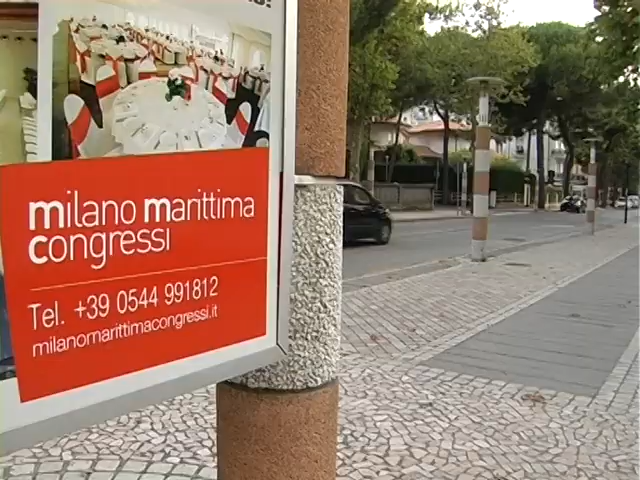 milano marittima
congressi
Tel. +39 0544 991812
milanomarittimacongressi.it